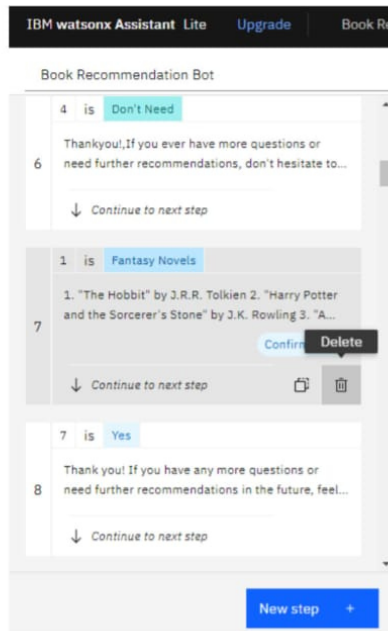 IBM watsonx Assistant Lite Upgrade Book Re
Book Recommendation Bot
4 is Don't Need
Thankyou!,If you ever have more questions or
6 need further recommendations, don't hesitate to...
Continue to next step
1 is Fantasy Novels
1. "The Hobbit" by J.R.R. Tolkien 2. "Harry Potter
7 and the Sorcerer's Stone" by J.K. Rowling 3. "A...
Confirm Delete
Continue to next step
7 is Yes
Thank you! If you have any more questions or
8 need further recommendations in the future, feel...
Continue to next step
New step +